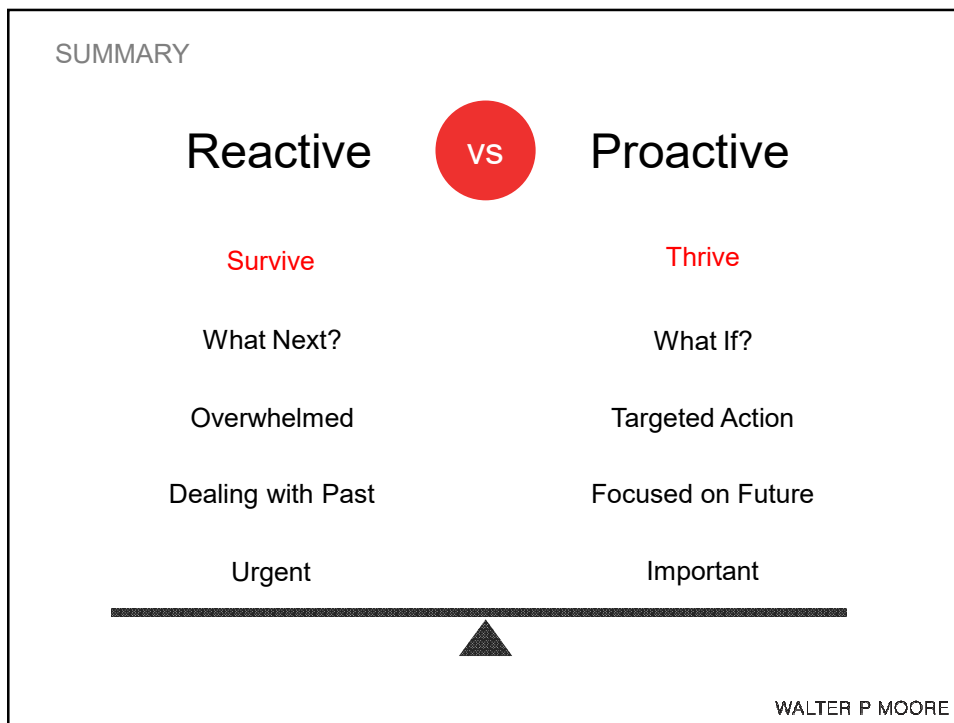 SUMMARY
Reactive vs Proactive
Survive Thrive
What Next? What If?
Overwhelmed Targeted Action
Dealing with Past Focused on Future
Urgent Important
WALTER P MOORE